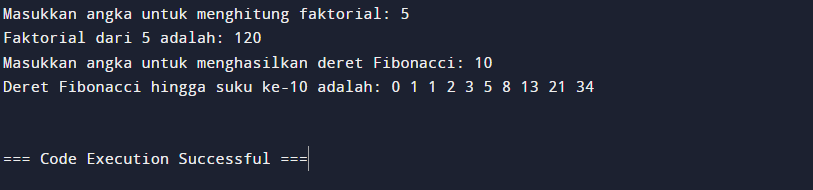 Masukkan angka untuk menghitung faktorial: 5
Faktorial dari 5 adalah: 120
Masukkan angka untuk menghasilkan deret Fibonacci: 10
Deret Fibonacci hingga suku ke-10 adalah: 0 1 1 2 3 5 8 13 21 34
=== Code Execution Successful ===